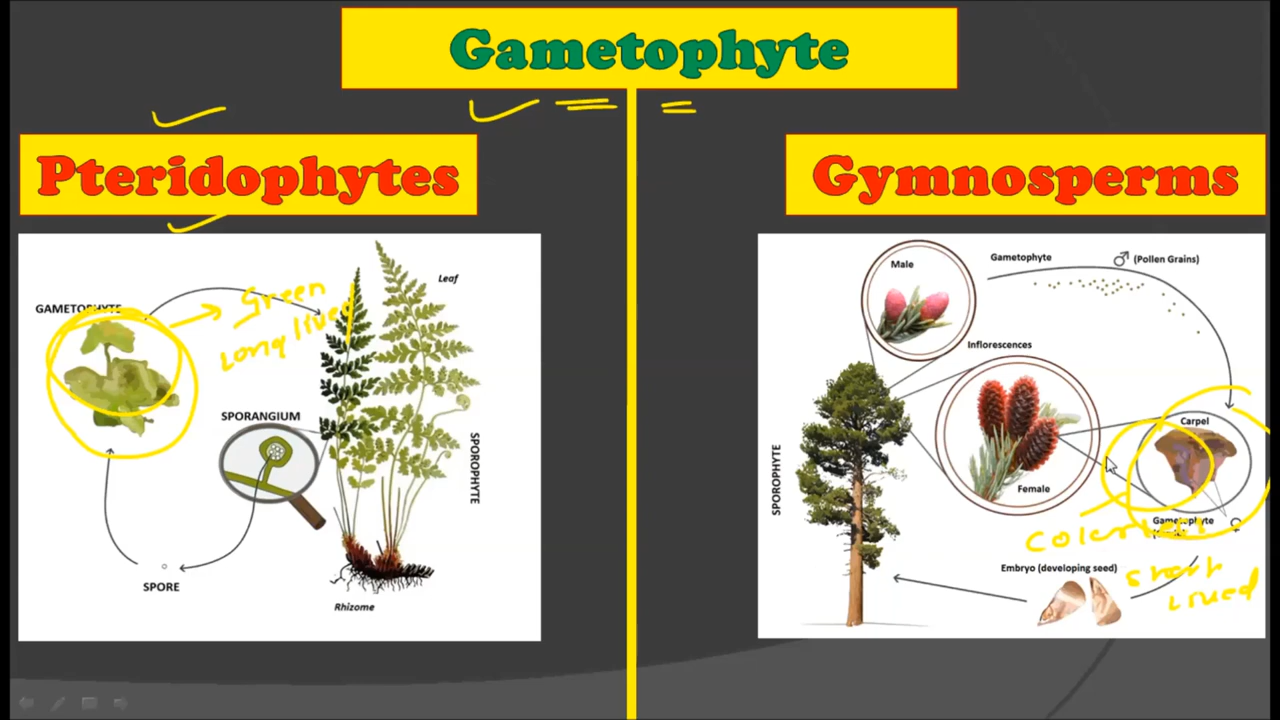 Gametophyte
Pteridophytes
Gymnosperms
GAMETOPHYTE
Green
long lived
Leaf
SPORANGIUM
SPOROPHYTE
SPORE
Rhizome
Male
Gametophyte
♂ (Pollen Grains)
Inflorescences
Carpel
Female
SPOROPHYTE
Gametophyte
♀
Colorless
Embryo (developing seed)
short
lived